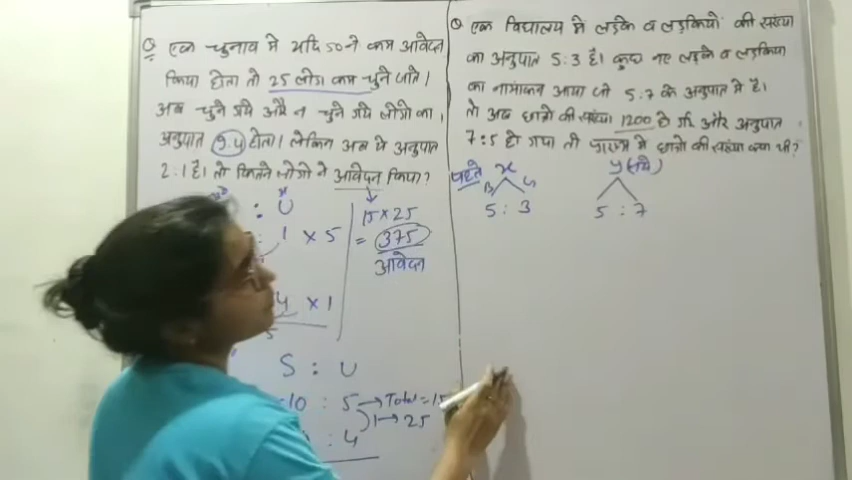 Q एक चुनाव मे यदि 50 ने कम आवेदन
किया होता तो 25 लोग कम चुने जाते।
अब चुने गये और न चुने गये लोगो का
अनुपात 9:4 होता। लेकिन अब ये अनुपात
2:1 है। तो कितने लोगो ने आवेदन किया?
: U
1 × 5
4 × 1
5
S : U
10 : 5 → Total = 15
1 → 25
: 4
15 × 25
= 375
आवेदन
Q एक विद्यालय मे लड़के व लड़कियों की संख्या
का अनुपात 5:3 है। कुछ नए लड़के व लड़कियो
का नामांकन आया जो 5:7 के अनुपात मे है।
तो अब छात्रो की संख्या 1200 हो गई और अनुपात
7:5 हो गया तो प्रारम्भ मे छात्रो की संख्या क्या थी?
पहले x
B G
5 : 3
y (नये)
5 : 7